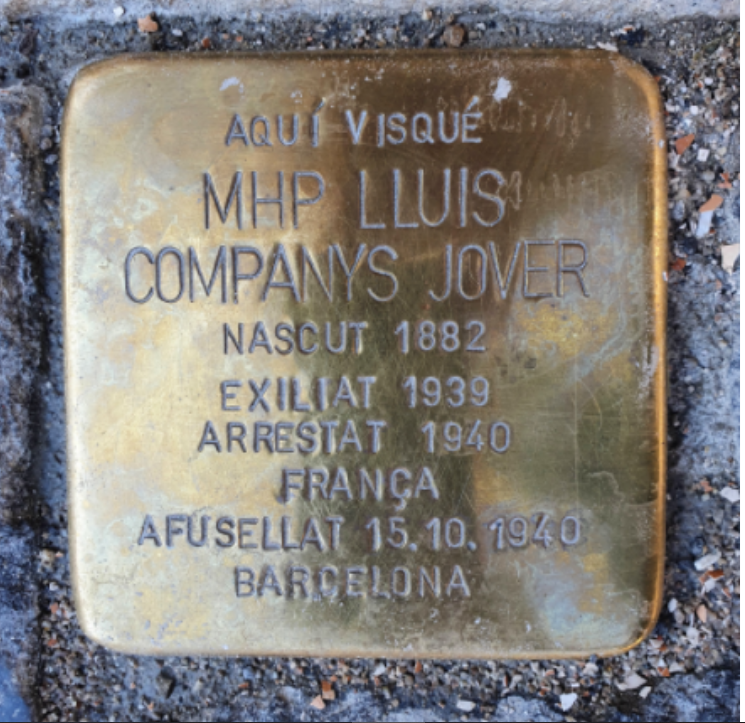 AQUÍ VISQUÉ
MHP LLUIS
COMPANYS JOVER
NASCUT 1882
EXILIAT 1939
ARRESTAT 1940
FRANÇA
AFUSELLAT 15.10.1940
BARCELONA